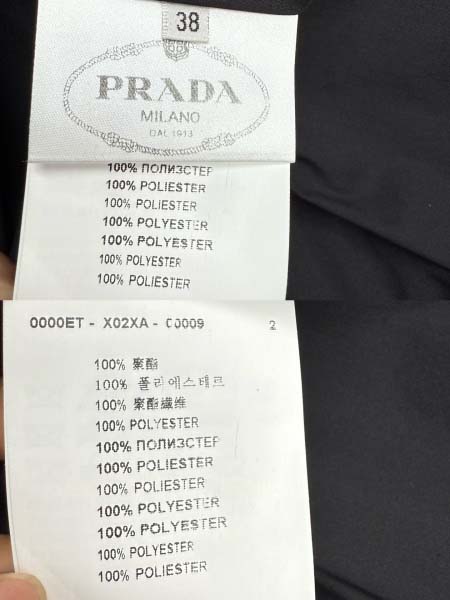 38
PRADA
MILANO
DAL 1913
100% ПОЛИЭСТЕР
100% POLIESTER
100% POLIESTER
100% POLYESTER
100% POLYESTER
100% POLYESTER
100% POLIESTER
0000ET - X02XA - C0009 2
100% 聚酯
100% 폴리에스테르
100% 聚酯纖维
100% POLYESTER
100% ПОЛИЭСТЕР
100% POLIESTER
100% POLIESTER
100% POLYESTER
100% POLYESTER
100% POLYESTER
100% POLIESTER